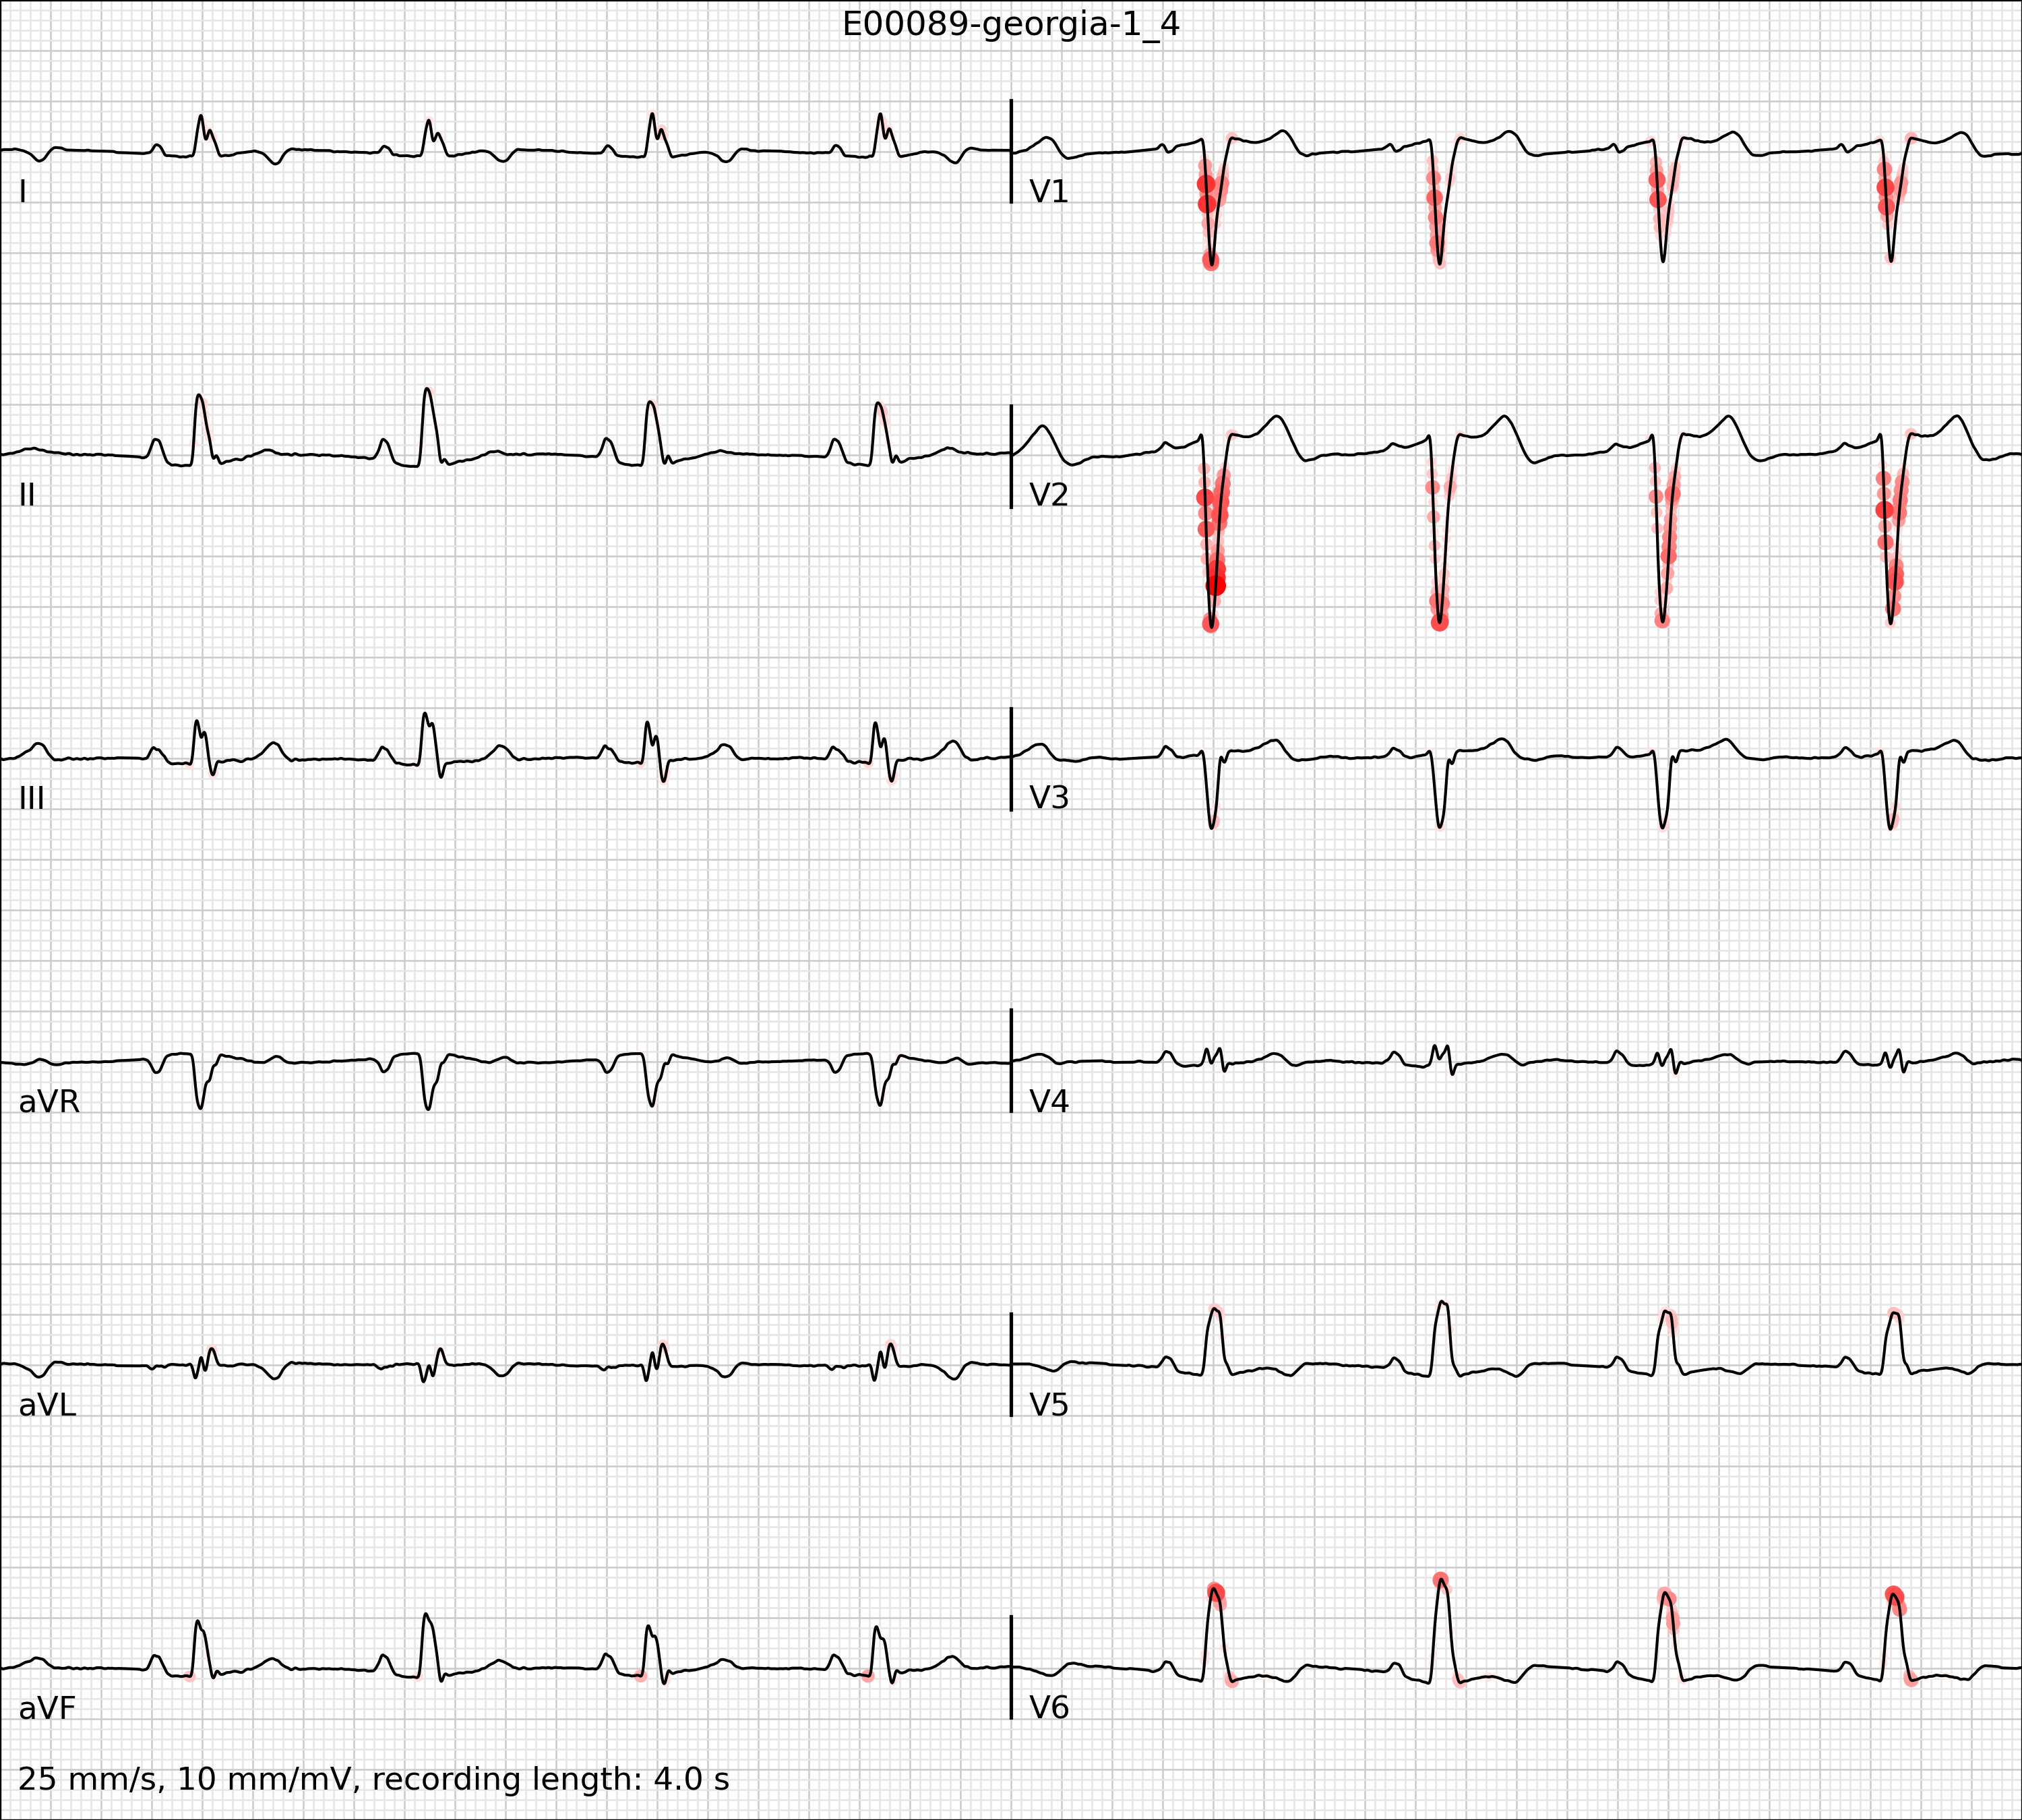 E00089-georgia-1_4
I
V1
II
V2
III
V3
aVR
V4
aVL
V5
aVF
V6
25 mm/s, 10 mm/mV, recording length: 4.0 s